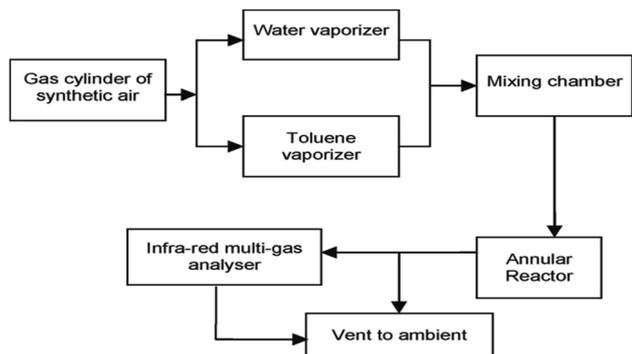 Water vaporizer
Gas cylinder of
synthetic air
Mixing chamber
Toluene
vaporizer
Infra-red multi-gas
analyser
Annular
Reactor
Vent to ambient